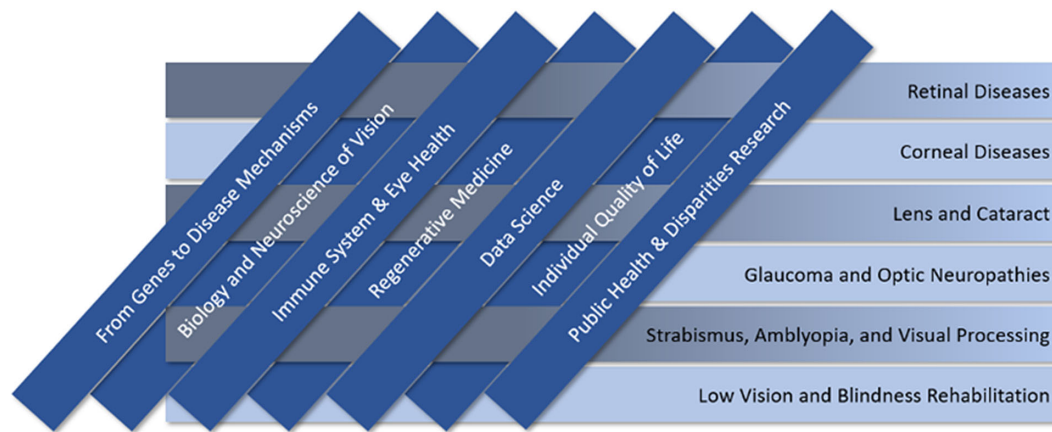 From Genes to Disease Mechanisms
Biology and Neuroscience of Vision
Immune System & Eye Health
Regenerative Medicine
Data Science
Individual Quality of Life
Public Health & Disparities Research
Retinal Diseases
Corneal Diseases
Lens and Cataract
Glaucoma and Optic Neuropathies
Strabismus, Amblyopia, and Visual Processing
Low Vision and Blindness Rehabilitation